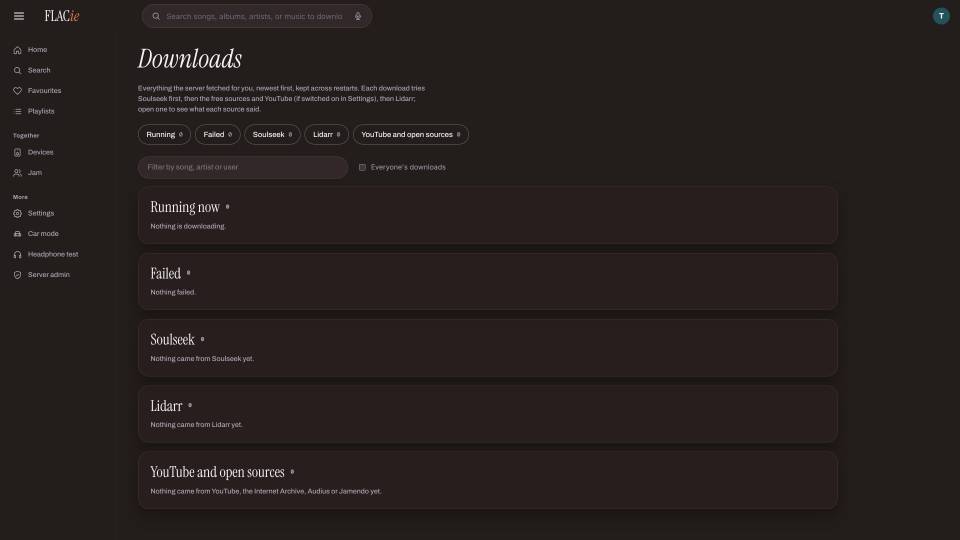 FLACie
Search songs, albums, artists, or music to downlo
T
Home
Search
Favourites
Playlists
Together
Devices
Jam
More
Settings
Car mode
Headphone test
Server admin
Downloads
Everything the server fetched for you, newest first, kept across restarts. Each download tries
Soulseek first, then the free sources and YouTube (if switched on in Settings), then Lidarr;
open one to see what each source said.
Running 0
Failed 0
Soulseek 0
Lidarr 0
YouTube and open sources 0
Filter by song, artist or user
Everyone's downloads
Running now 0
Nothing is downloading.
Failed 0
Nothing failed.
Soulseek 0
Nothing came from Soulseek yet.
Lidarr 0
Nothing came from Lidarr yet.
YouTube and open sources 0
Nothing came from YouTube, the Internet Archive, Audius or Jamendo yet.